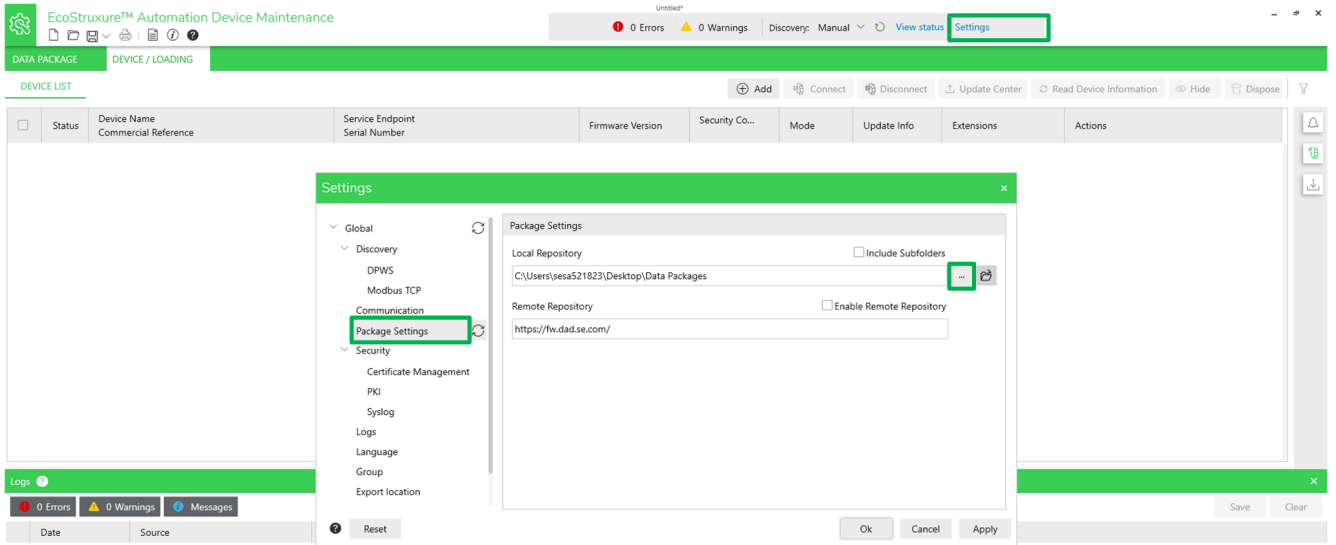 Untitled*
EcoStruxure™ Automation Device Maintenance
0 Errors 0 Warnings Discovery: Manual View status Settings
DATA PACKAGE DEVICE / LOADING
DEVICE LIST
Add Connect Disconnect Update Center Read Device Information Hide Dispose
Status Device Name Service Endpoint Firmware Version Security Co... Mode Update Info Extensions Actions
Commercial Reference Serial Number
Settings
Global
Discovery
DPWS
Modbus TCP
Communication
Package Settings
Security
Certificate Management
PKI
Syslog
Logs
Language
Group
Export location
Package Settings
Local Repository Include Subfolders
C:\Users\sesa521823\Desktop\Data Packages ...
Remote Repository Enable Remote Repository
https://fw.dad.se.com/
Reset Ok Cancel Apply
Logs
0 Errors 0 Warnings Messages Save Clear
Date Source